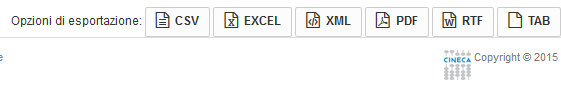 Opzioni di esportazione: CSV EXCEL XML PDF RTF TAB
CINECA Copyright © 2015